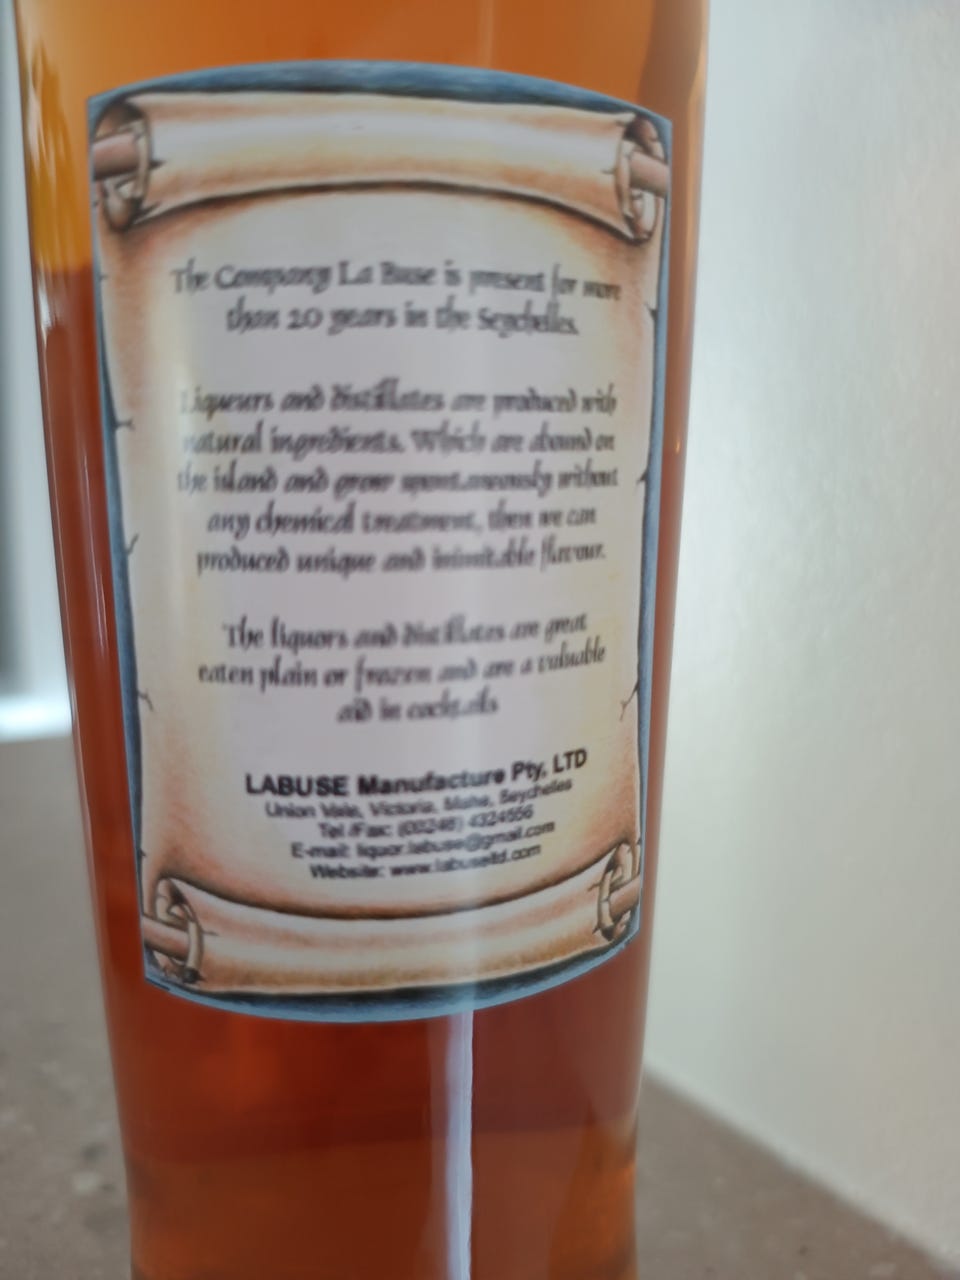 The Company La Buse is present for more
than 20 years in the Seychelles.
Liqueurs and distillates are produced with
natural ingredients. Which are abound on
the island and grow spontaneously without
any chemical treatment, then we can
produced unique and inimitable flavour.
The liquors and distillates are great
eaten plain or frozen and are a valuable
aid in cocktails
LABUSE Manufacture Pty, LTD
Union Vale, Victoria, Mahe, Seychelles
Tel /Fax: (00248) 4324556
E-mail: liquor.labuse@gmail.com
Website: www.labuseltd.com